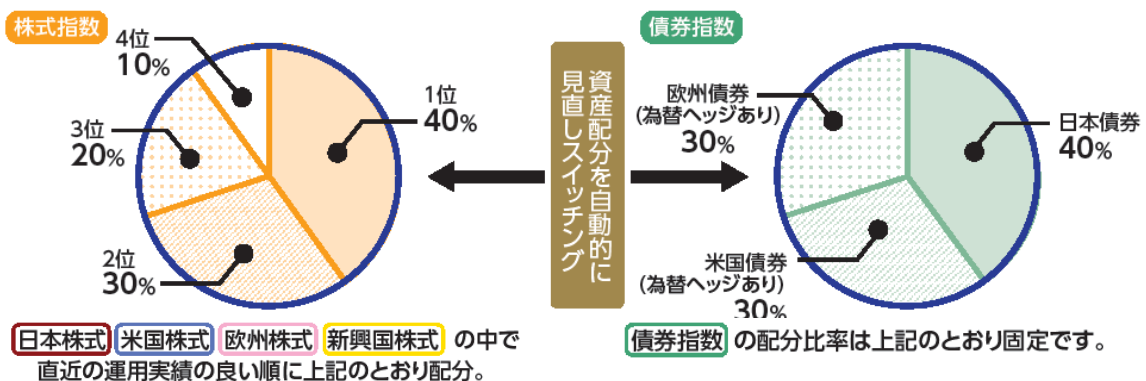 株式指数
4位
10%
1位
40%
3位
20%
2位
30%
日本株式 米国株式 欧州株式 新興国株式 の中で
直近の運用実績の良い順に上記のとおり配分。
資産配分を自動的に
見直しスイッチング
債券指数
欧州債券
(為替ヘッジあり)
30%
日本債券
40%
米国債券
(為替ヘッジあり)
30%
債券指数 の配分比率は上記のとおり固定です。